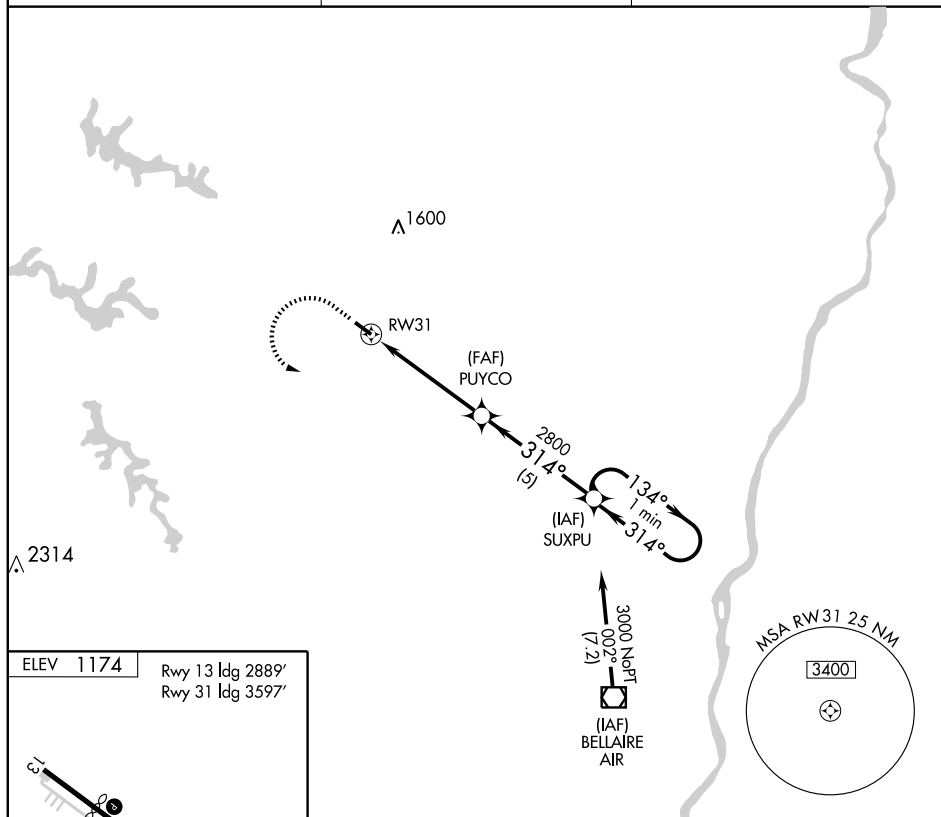 1600
RW31
(FAF)
PUYCO
2800
314°
(5)
134°
1 min
314°
(IAF)
SUXPU
2314
3000 NoPT
002°
(7.2)
(IAF)
BELLAIRE
AIR
MSA RW31 25 NM
3400
ELEV 1174
Rwy 13 ldg 2889'
Rwy 31 ldg 3597'
13
P